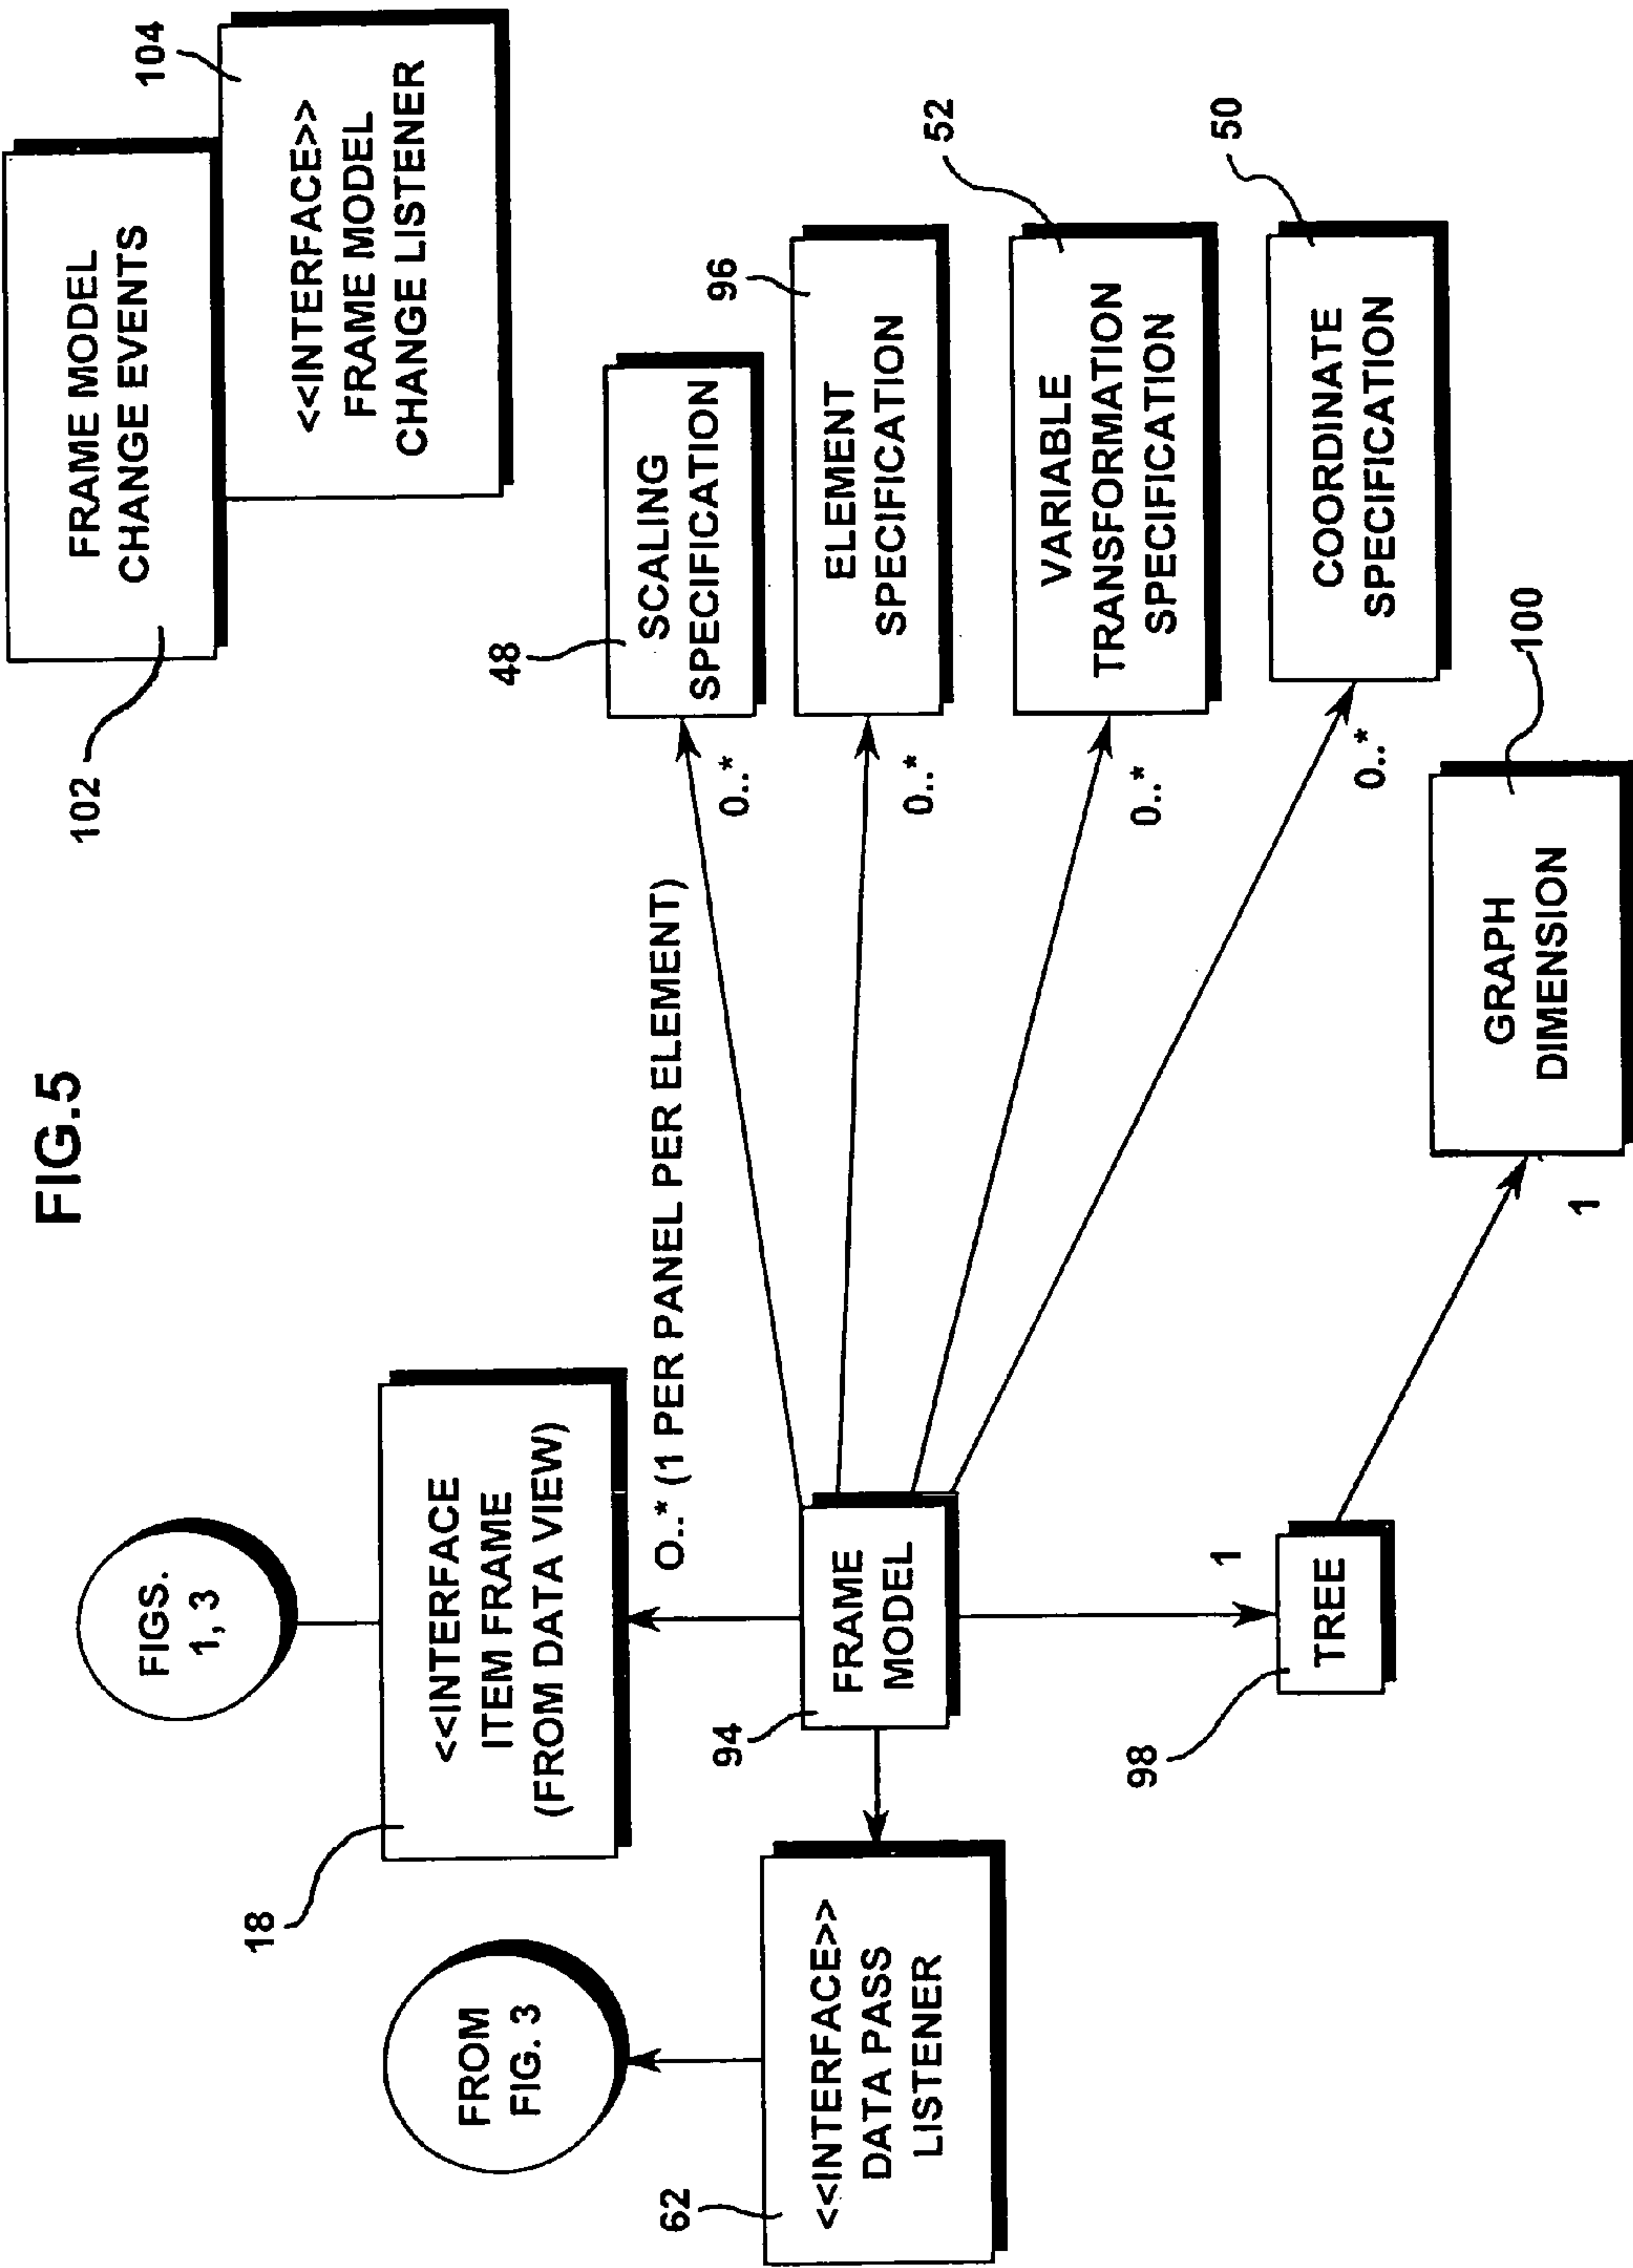 FIG.5
FIGS.
1, 3
FROM
FIG. 3
18
<<INTERFACE
ITEM FRAME
(FROM DATA VIEW)
62
<<INTERFACE>>
DATA PASS
LISTENER
94
FRAME
MODEL
O..* (1 PER PANEL PER ELEMENT)
98
TREE
1
102
FRAME MODEL
CHANGE EVENTS
104
<<INTERFACE>>
FRAME MODEL
CHANGE LISTENER
48
SCALING
SPECIFICATION
0..*
96
ELEMENT
SPECIFICATION
0..*
52
VARIABLE
TRANSFORMATION
SPECIFICATION
0..*
50
COORDINATE
SPECIFICATION
0..*
100
GRAPH
DIMENSION
1